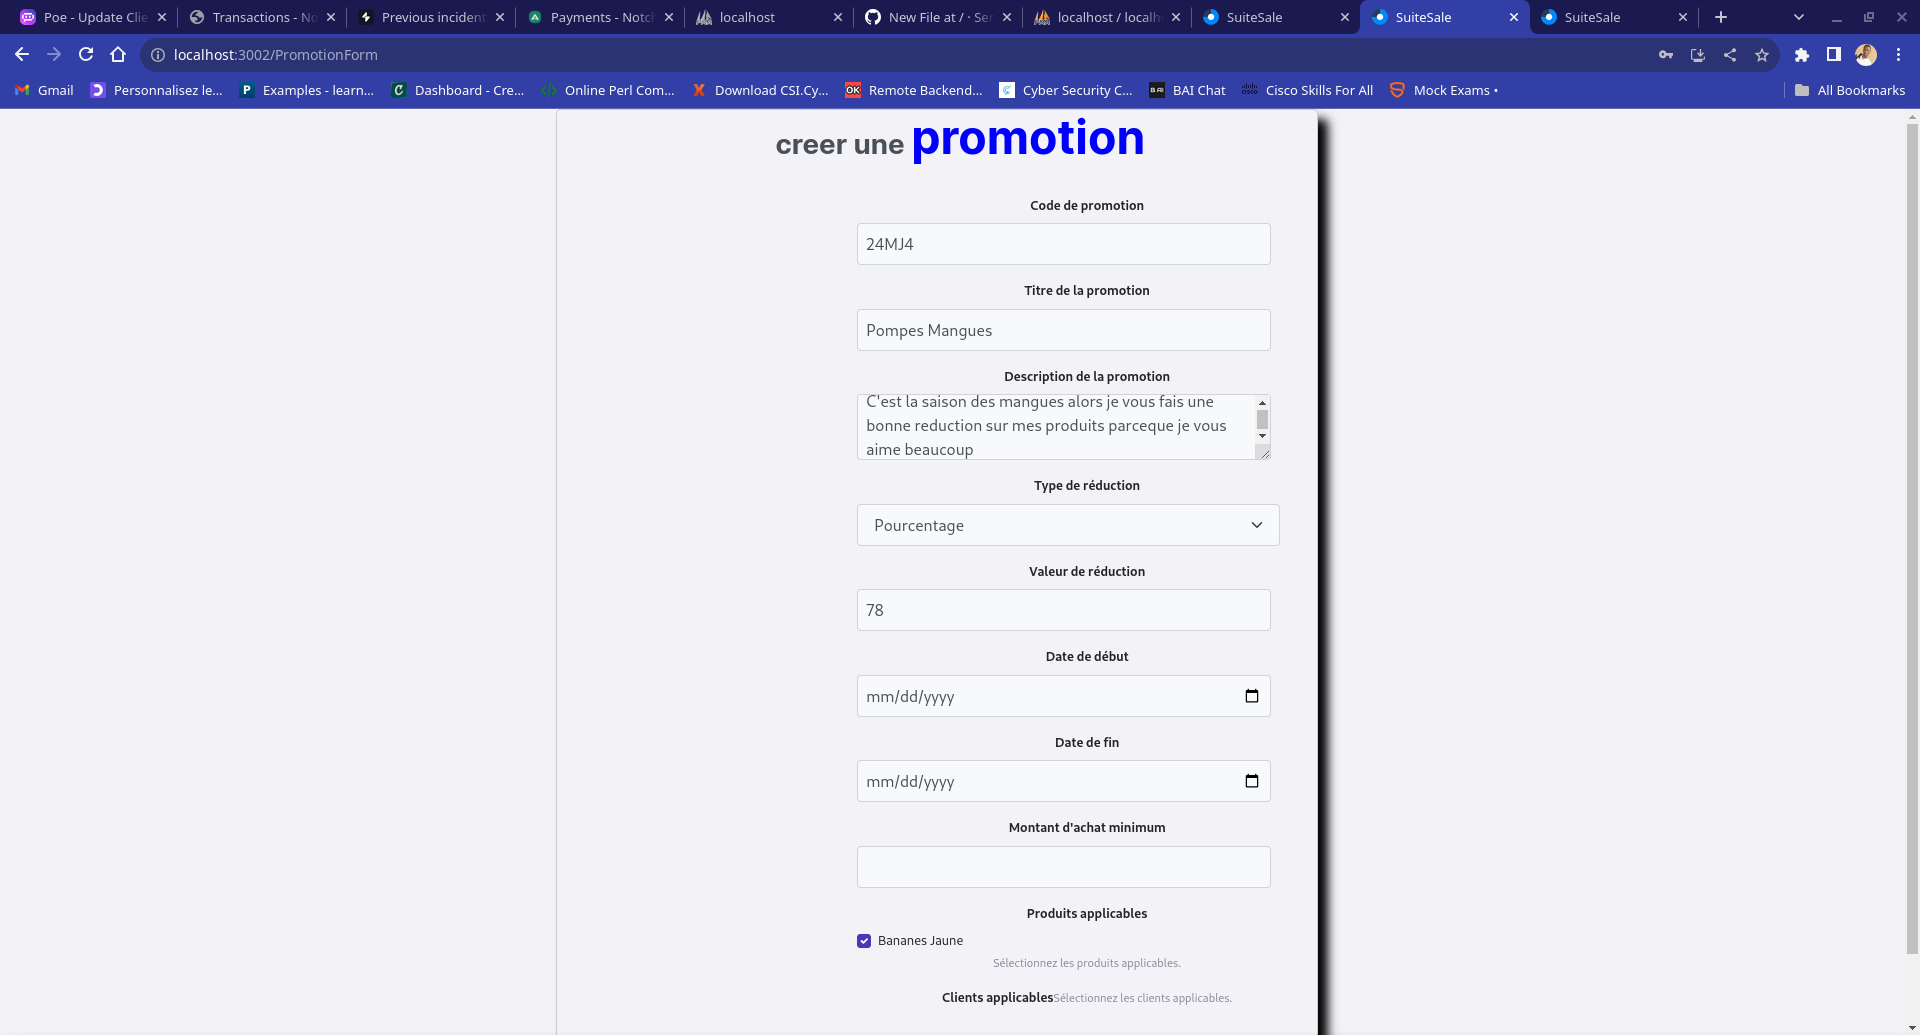 Poe - Update Clie
Transactions - No
Previous incident
Payments - Notch
localhost
New File at / · Ser
localhost / localh
SuiteSale
SuiteSale
SuiteSale
localhost:3002/PromotionForm
Gmail
Personnalisez le...
Examples - learn...
Dashboard - Cre...
Online Perl Com...
Download CSI.Cy...
OK Remote Backend...
Cyber Security C...
BAI BAI Chat
Cisco Skills For All
Mock Exams •
All Bookmarks
creer une promotion
Code de promotion
24MJ4
Titre de la promotion
Pompes Mangues
Description de la promotion
C'est la saison des mangues alors je vous fais une
bonne reduction sur mes produits parceque je vous
aime beaucoup
Type de réduction
Pourcentage
Valeur de réduction
78
Date de début
mm/dd/yyyy
Date de fin
mm/dd/yyyy
Montant d'achat minimum
Produits applicables
Bananes Jaune
Sélectionnez les produits applicables.
Clients applicablesSélectionnez les clients applicables.